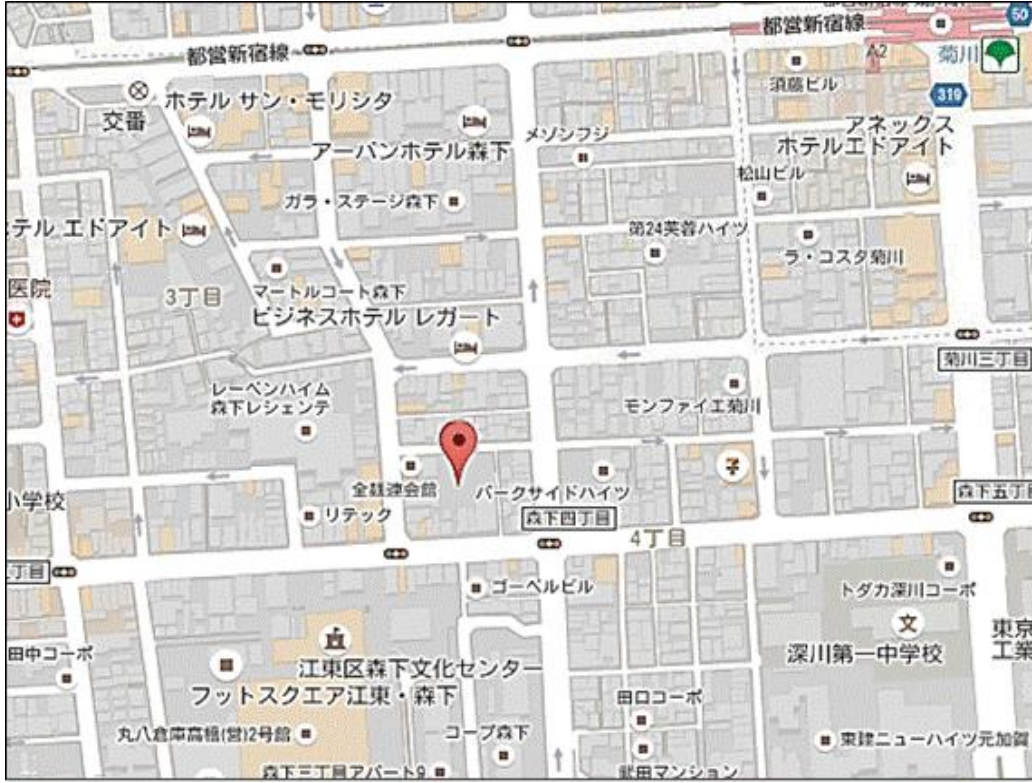 都営新宿線
都営新宿線
50
菊川
A2
須藤ビル
319
交番
ホテル サン・モリシタ
アーバンホテル森下
メゾンフジ
アネックス
ホテルエドアイト
松山ビル
ガラ・ステージ森下
テル エドアイト
第24芙蓉ハイツ
ラ・コスタ菊川
医院
3丁目
マートルコート森下
ビジネスホテル レガート
菊川三丁目
レーベンハイム
森下レジェンテ
モンファイエ菊川
小学校
パークサイドハイツ
リテック
森下四丁目
森下五丁目
4丁目
丁目
ゴーベルビル
トダカ深川コーポ
文
深川第一中学校
東京
工業
田中コーポ
江東区森下文化センター
フットスクエア江東・森下
田口コーポ
丸八倉庫高橋(営)2号館
コープ森下
東建ニューハイツ元加賀
森下三丁目アパート9
武田マンション